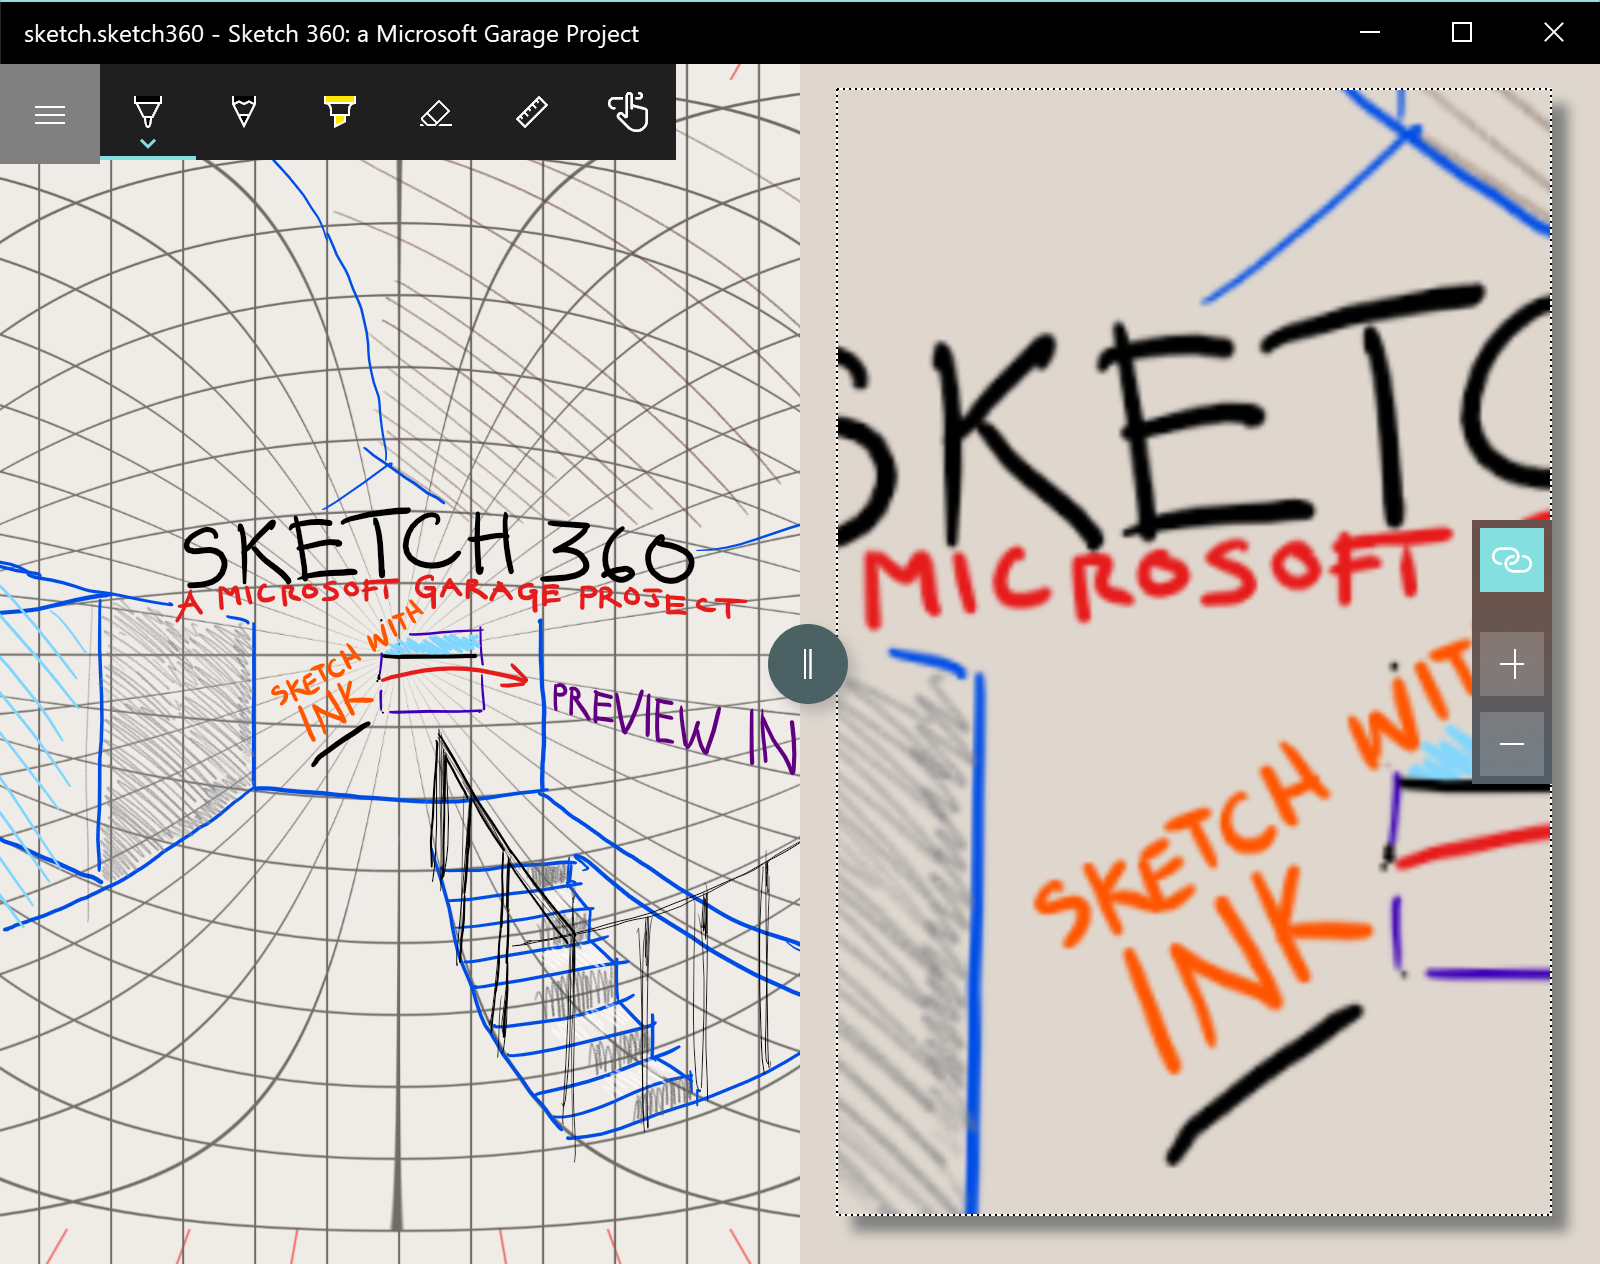 sketch.sketch360 - Sketch 360: a Microsoft Garage Project
SKETCH 360
A MICROSOFT GARAGE PROJECT
SKETCH WITH
INK
PREVIEW IN
SKETC
MICROSOFT
SKETCH WIT
INK